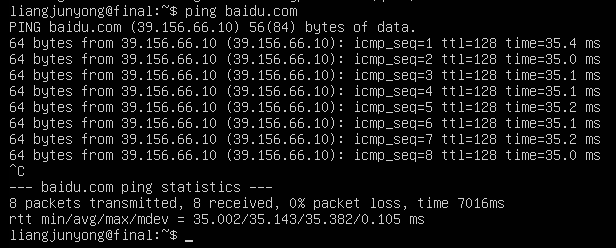 liangjunyong@final:~$ ping baidu.com
PING baidu.com (39.156.66.10) 56(84) bytes of data.
64 bytes from 39.156.66.10 (39.156.66.10): icmp_seq=1 ttl=128 time=35.4 ms
64 bytes from 39.156.66.10 (39.156.66.10): icmp_seq=2 ttl=128 time=35.0 ms
64 bytes from 39.156.66.10 (39.156.66.10): icmp_seq=3 ttl=128 time=35.1 ms
64 bytes from 39.156.66.10 (39.156.66.10): icmp_seq=4 ttl=128 time=35.1 ms
64 bytes from 39.156.66.10 (39.156.66.10): icmp_seq=5 ttl=128 time=35.2 ms
64 bytes from 39.156.66.10 (39.156.66.10): icmp_seq=6 ttl=128 time=35.1 ms
64 bytes from 39.156.66.10 (39.156.66.10): icmp_seq=7 ttl=128 time=35.2 ms
64 bytes from 39.156.66.10 (39.156.66.10): icmp_seq=8 ttl=128 time=35.0 ms
^C
--- baidu.com ping statistics ---
8 packets transmitted, 8 received, 0% packet loss, time 7016ms
rtt min/avg/max/mdev = 35.002/35.143/35.382/0.105 ms
liangjunyong@final:~$ _